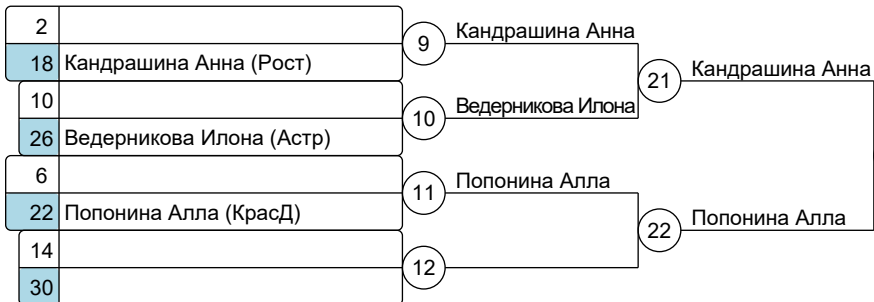 2
18 Кандрашина Анна (Рост)
9 Кандрашина Анна
10
26 Ведерникова Илона (Астр)
10 Ведерникова Илона
21 Кандрашина Анна
6
22 Попонина Алла (КрасД)
11 Попонина Алла
14
30
12
22 Попонина Алла